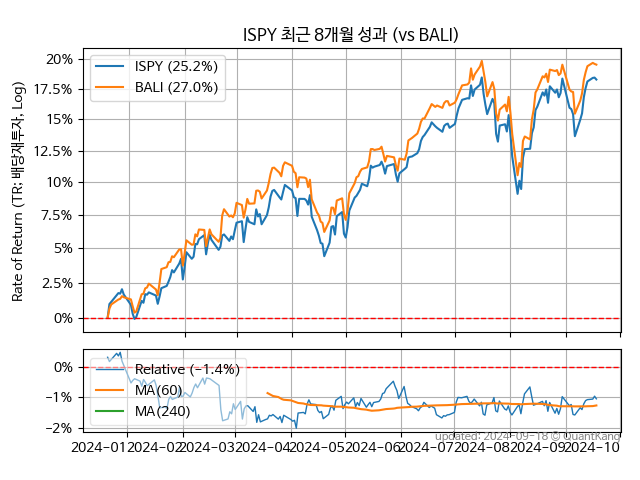 ISPY 최근 8개월 성과 (vs BALI)
Rate of Return (TR: 배당재투자, Log)
20%
17.5%
15%
12.5%
10%
7.5%
5%
2.5%
0%
ISPY (25.2%)
BALI (27.0%)
0%
−1%
−2%
Relative (−1.4%)
MA(60)
MA(240)
2024-01
2024-02
2024-03
2024-04
2024-05
2024-06
2024-07
2024-08
2024-09
2024-10
updated: 2024-09-18 © QuantKang